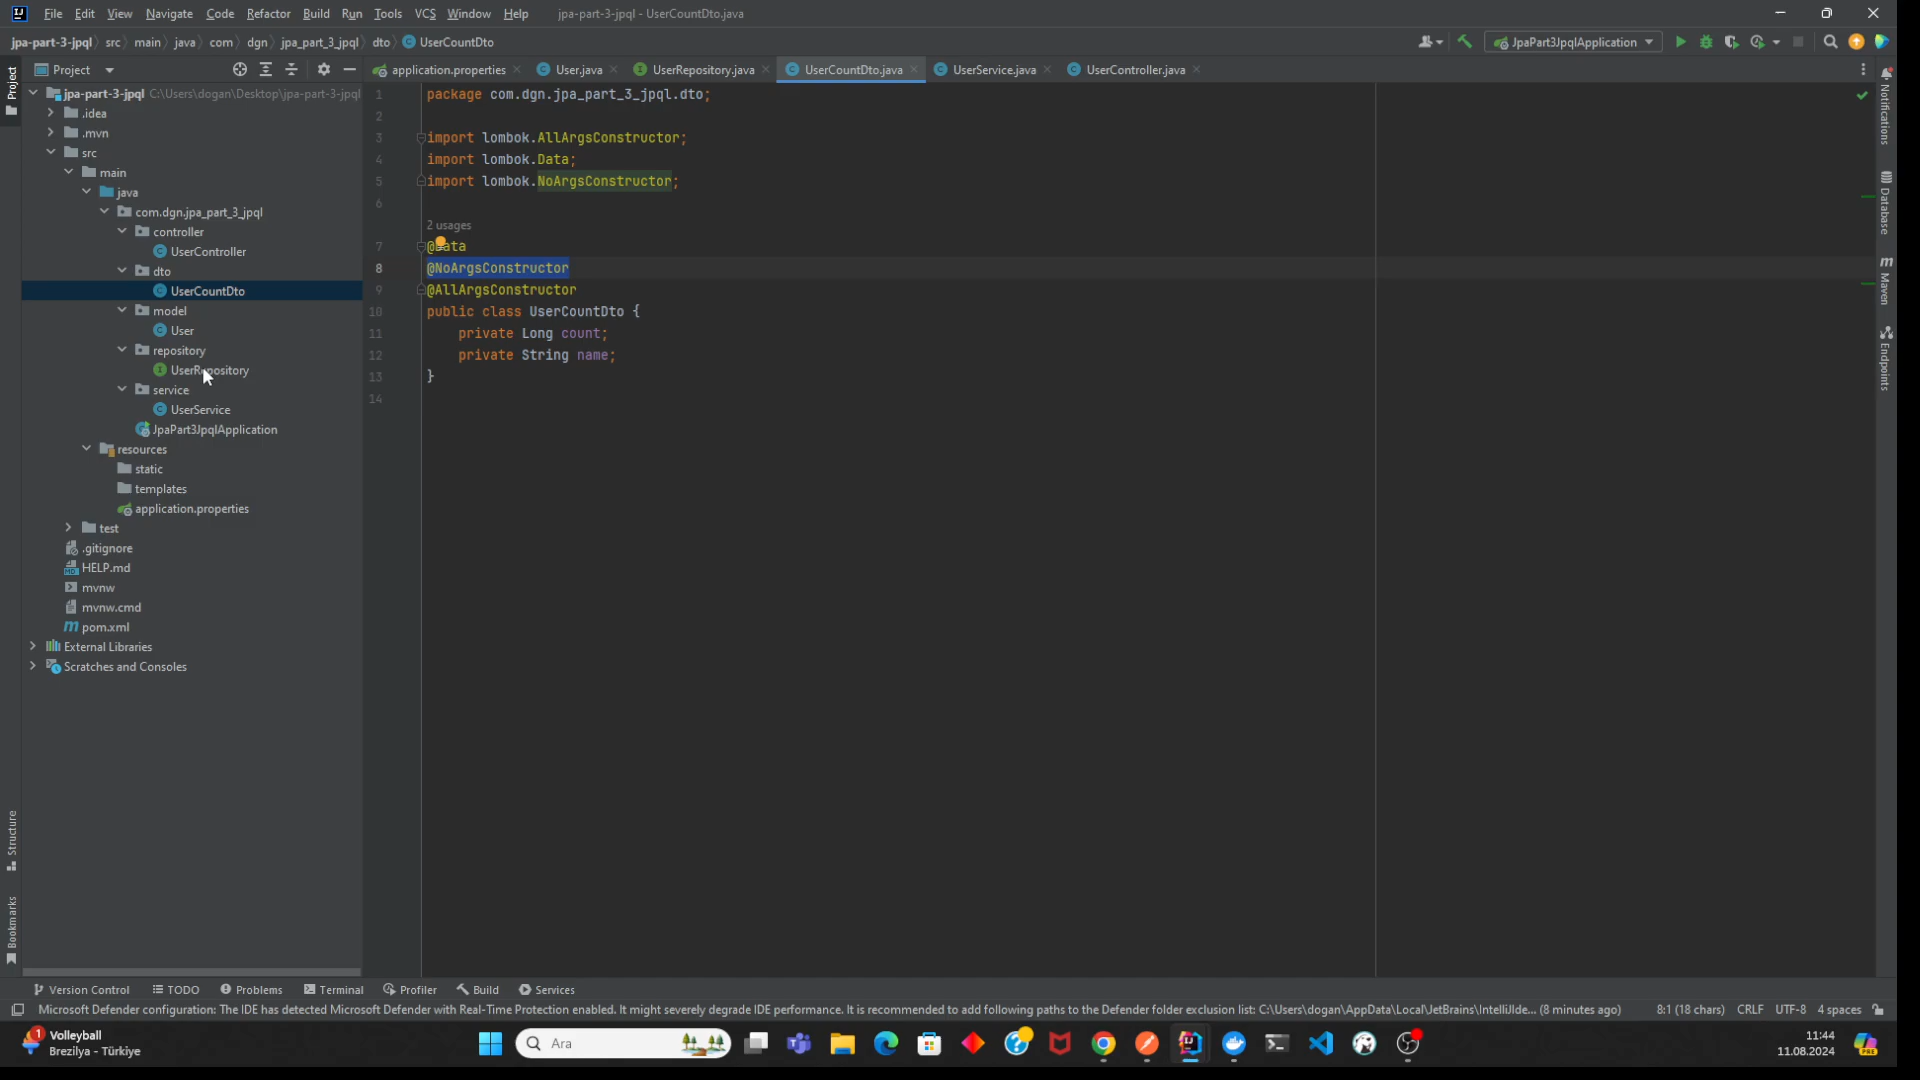 File Edit View Navigate Code Refactor Build Run Tools VCS Window Help jpa-part-3-jpql - UserCountDto.java
jpa-part-3-jpql src main java com dgn jpa_part_3_jpql dto UserCountDto JpaPart3JpqlApplication
Project application.properties User.java UserRepository.java UserCountDto.java UserService.java UserController.java
Project
jpa-part-3-jpql C:\Users\dogan\Desktop\jpa-part-3-jpql
.idea
.mvn
src
main
java
com.dgn.jpa_part_3_jpql
controller
UserController
dto
UserCountDto
model
User
repository
UserRepository
service
UserService
JpaPart3JpqlApplication
resources
static
templates
application.properties
test
.gitignore
HELP.md
mvnw
mvnw.cmd
pom.xml
External Libraries
Scratches and Consoles
Structure
Bookmarks
1 package com.dgn.jpa_part_3_jpql.dto;
2
3 import lombok.AllArgsConstructor;
4 import lombok.Data;
5 import lombok.NoArgsConstructor;
6
2 usages
7 @Data
8 @NoArgsConstructor
9 @AllArgsConstructor
10 public class UserCountDto {
11 private Long count;
12 private String name;
13 }
14
Notifications
Database
Maven
Endpoints
Version Control TODO Problems Terminal Profiler Build Services
Microsoft Defender configuration: The IDE has detected Microsoft Defender with Real-Time Protection enabled. It might severely degrade IDE performance. It is recommended to add following paths to the Defender folder exclusion list: C:\Users\dogan\AppData\Local\JetBrains\IntelliJIde... (8 minutes ago) 8:1 (18 chars) CRLF UTF-8 4 spaces
1 Volleyball
Brezilya - Türkiye
Ara
11:44
11.08.2024
PRE